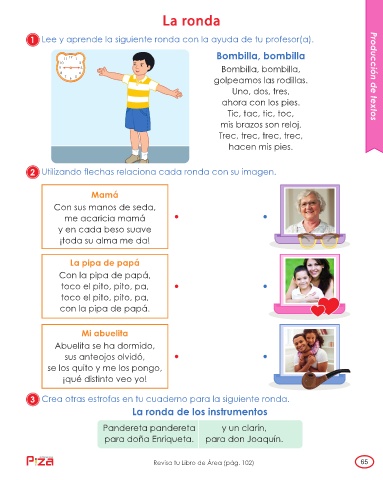 La ronda
1 Lee y aprende la siguiente ronda con la ayuda de tu profesor(a).
Bombilla, bombilla
Bombilla, bombilla,
golpeamos las rodillas.
Uno, dos, tres,
ahora con los pies.
Tic, tac, tic, toc,
mis brazos son reloj.
Trec, trec, trec, trec,
hacen mis pies.
Producción de textos
2 Utilizando flechas relaciona cada ronda con su imagen.
Mamá
Con sus manos de seda,
me acaricia mamá
y en cada beso suave
¡toda su alma me da!
La pipa de papá
Con la pipa de papá,
toco el pito, pito, pa,
toco el pito, pito, pa,
con la pipa de papá.
Mi abuelita
Abuelita se ha dormido,
sus anteojos olvidó,
se los quito y me los pongo,
¡qué distinto veo yo!
3 Crea otras estrofas en tu cuaderno para la siguiente ronda.
La ronda de los instrumentos
Pandereta pandereta
para doña Enriqueta.
y un clarín,
para don Joaquín.
Revisa tu Libro de Área (pág. 102)
65